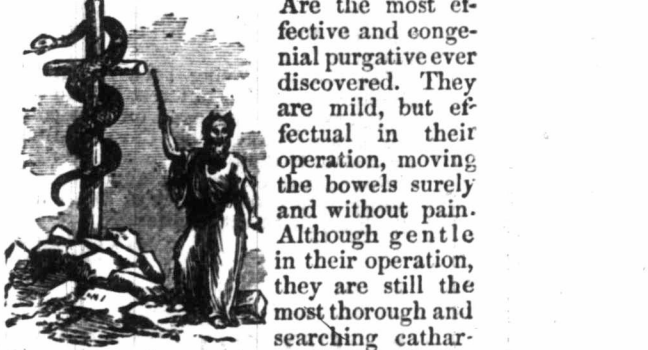 Are the most ef-
fective and conge-
nial purgative ever
discovered. They
are mild, but ef-
fectual in their
operation, moving
the bowels surely
and without pain.
Although gentle
in their operation,
they are still the
most thorough and
searching cathar-